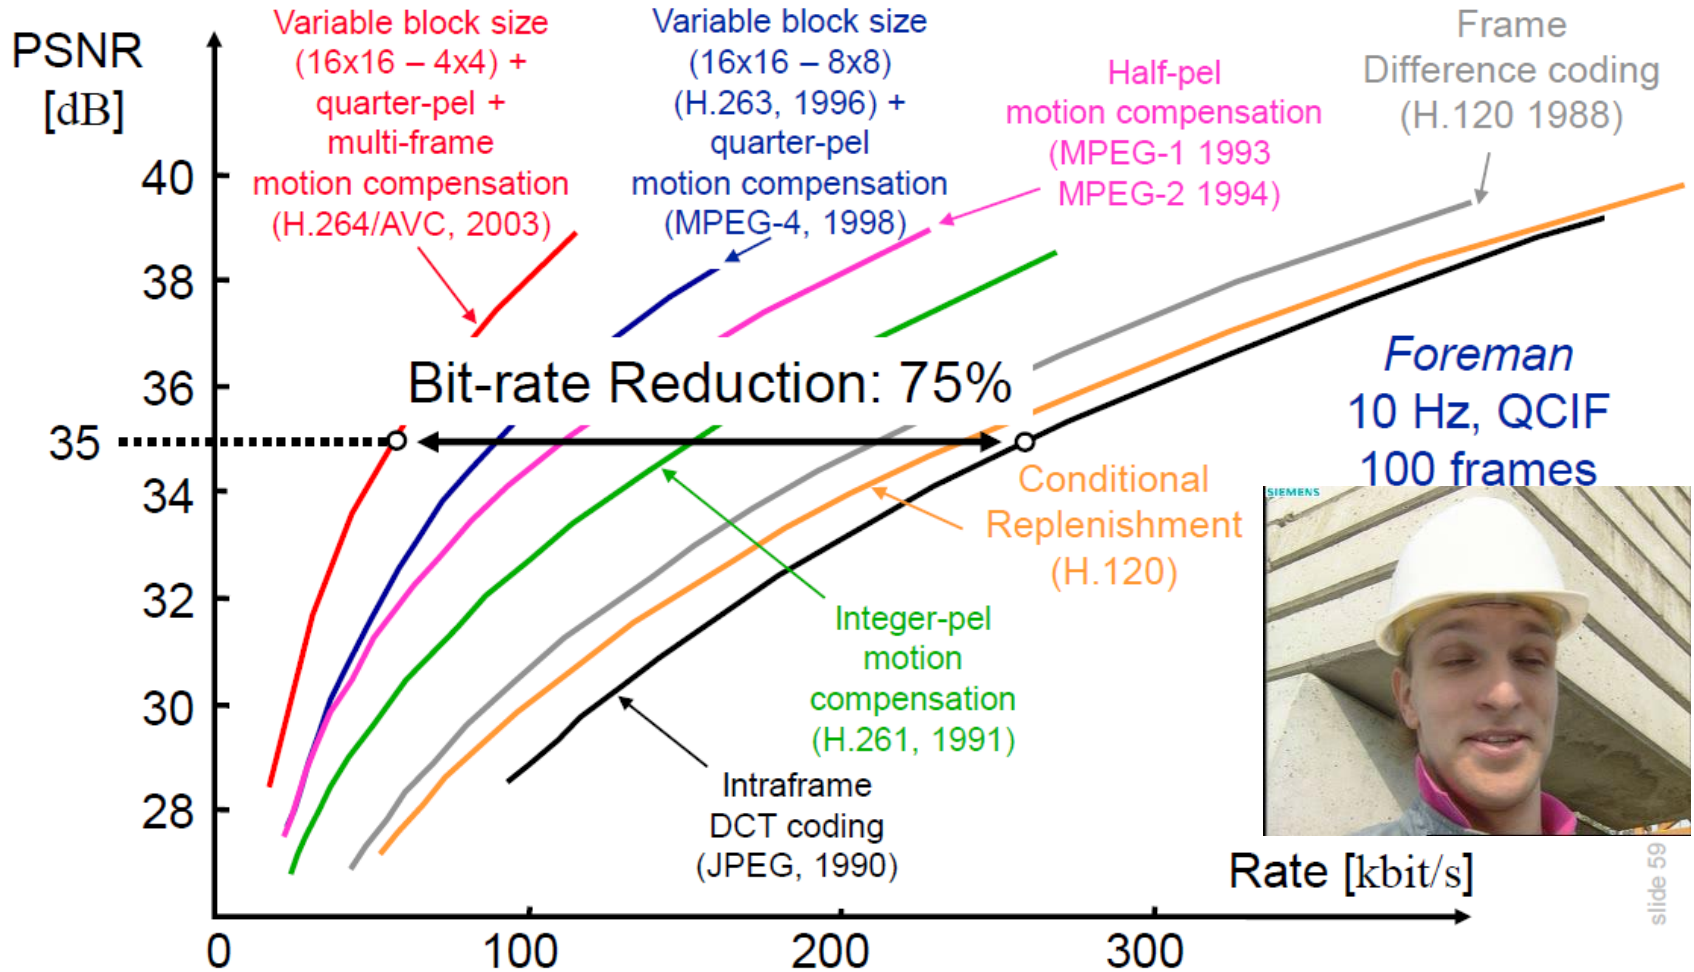 PSNR
[dB]
Variable block size
(16x16 – 4x4) +
quarter-pel +
multi-frame
motion compensation
(H.264/AVC, 2003)
Variable block size
(16x16 – 8x8)
(H.263, 1996) +
quarter-pel
motion compensation
(MPEG-4, 1998)
Half-pel
motion compensation
(MPEG-1 1993
MPEG-2 1994)
Frame
Difference coding
(H.120 1988)
40
38
36
35
34
32
30
28
Bit-rate Reduction: 75%
Foreman
10 Hz, QCIF
100 frames
SIEMENS
Conditional
Replenishment
(H.120)
Integer-pel
motion
compensation
(H.261, 1991)
Intraframe
DCT coding
(JPEG, 1990)
Rate [kbit/s]
0
100
200
300
slide 59